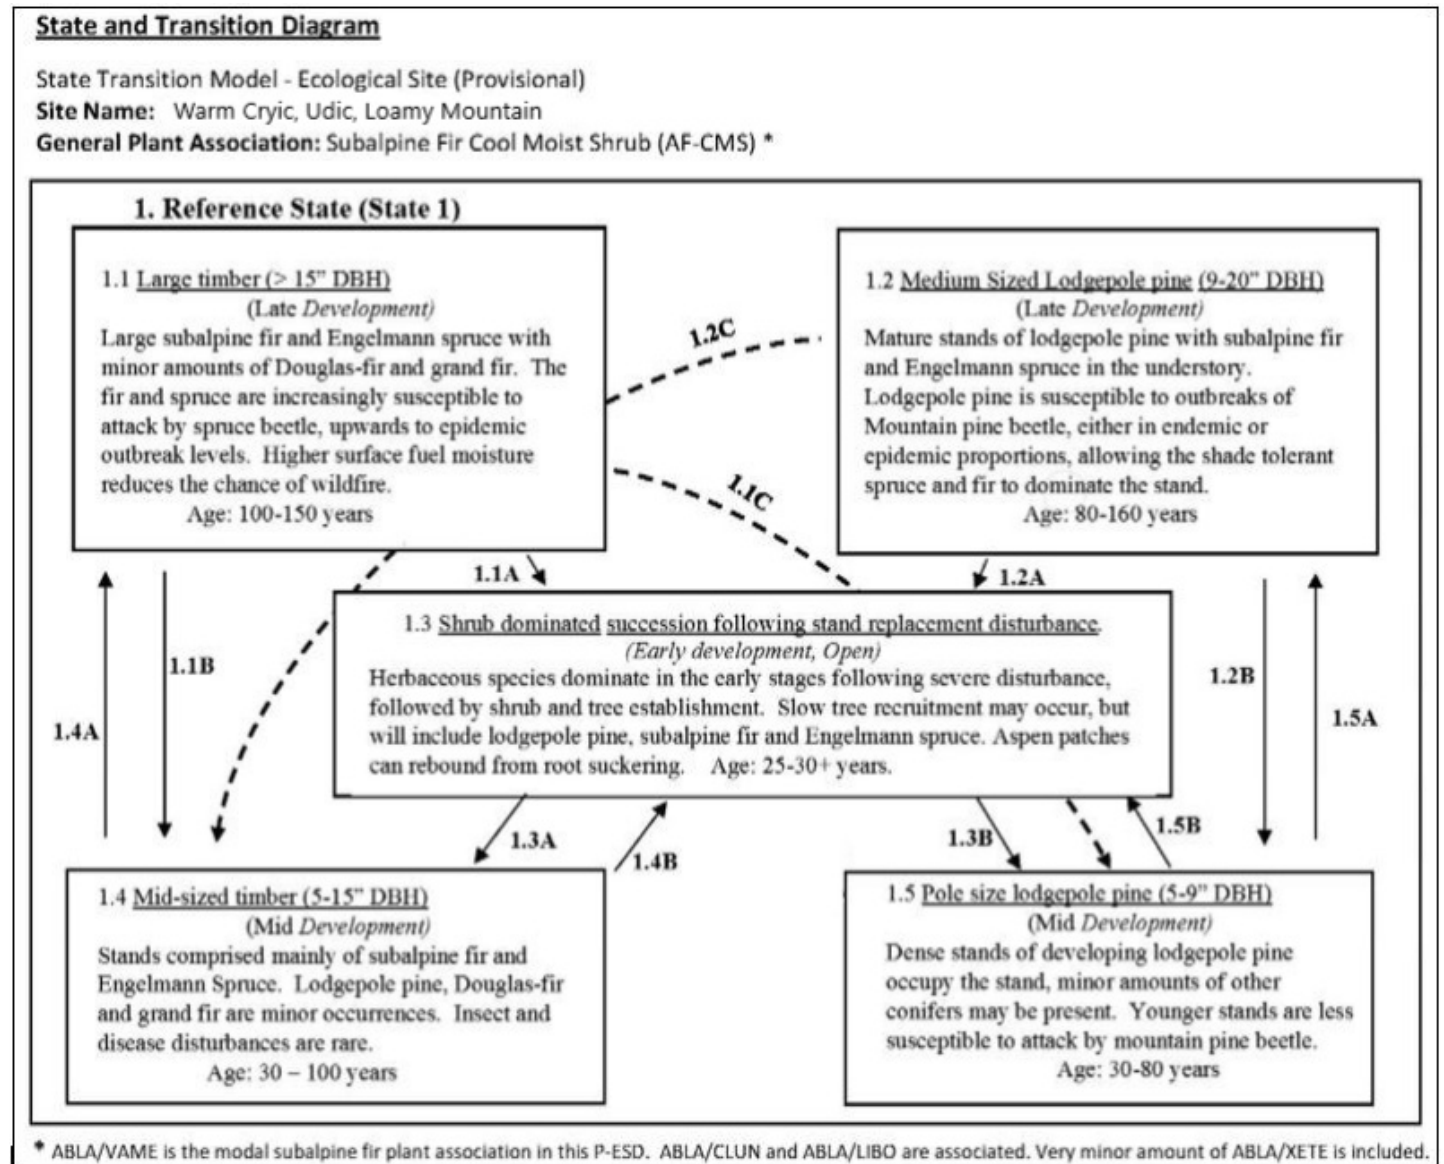 State and Transition Diagram
State Transition Model - Ecological Site (Provisional)
Site Name: Warm Cryic, Udic, Loamy Mountain
General Plant Association: Subalpine Fir Cool Moist Shrub (AF-CMS) *
1. Reference State (State 1)
1.1 Large timber (> 15” DBH)
(Late Development)
Large subalpine fir and Engelmann spruce with
minor amounts of Douglas-fir and grand fir. The
fir and spruce are increasingly susceptible to
attack by spruce beetle, upwards to epidemic
outbreak levels. Higher surface fuel moisture
reduces the chance of wildfire.
Age: 100-150 years
1.2C
1.1C
1.2 Medium Sized Lodgepole pine (9-20” DBH)
(Late Development)
Mature stands of lodgepole pine with subalpine fir
and Engelmann spruce in the understory.
Lodgepole pine is susceptible to outbreaks of
Mountain pine beetle, either in endemic or
epidemic proportions, allowing the shade tolerant
spruce and fir to dominate the stand.
Age: 80-160 years
1.1A
1.2A
1.3 Shrub dominated succession following stand replacement disturbance.
(Early development, Open)
Herbaceous species dominate in the early stages following severe disturbance,
followed by shrub and tree establishment. Slow tree recruitment may occur, but
will include lodgepole pine, subalpine fir and Engelmann spruce. Aspen patches
can rebound from root suckering. Age: 25-30+ years.
1.1B
1.4A
1.2B
1.5A
1.3A
1.4B
1.3B
1.5B
1.4 Mid-sized timber (5-15” DBH)
(Mid Development)
Stands comprised mainly of subalpine fir and
Engelmann Spruce. Lodgepole pine, Douglas-fir
and grand fir are minor occurrences. Insect and
disease disturbances are rare.
Age: 30 – 100 years
1.5 Pole size lodgepole pine (5-9” DBH)
(Mid Development)
Dense stands of developing lodgepole pine
occupy the stand, minor amounts of other
conifers may be present. Younger stands are less
susceptible to attack by mountain pine beetle.
Age: 30-80 years
* ABLA/VAME is the modal subalpine fir plant association in this P-ESD. ABLA/CLUN and ABLA/LIBO are associated. Very minor amount of ABLA/XETE is included.